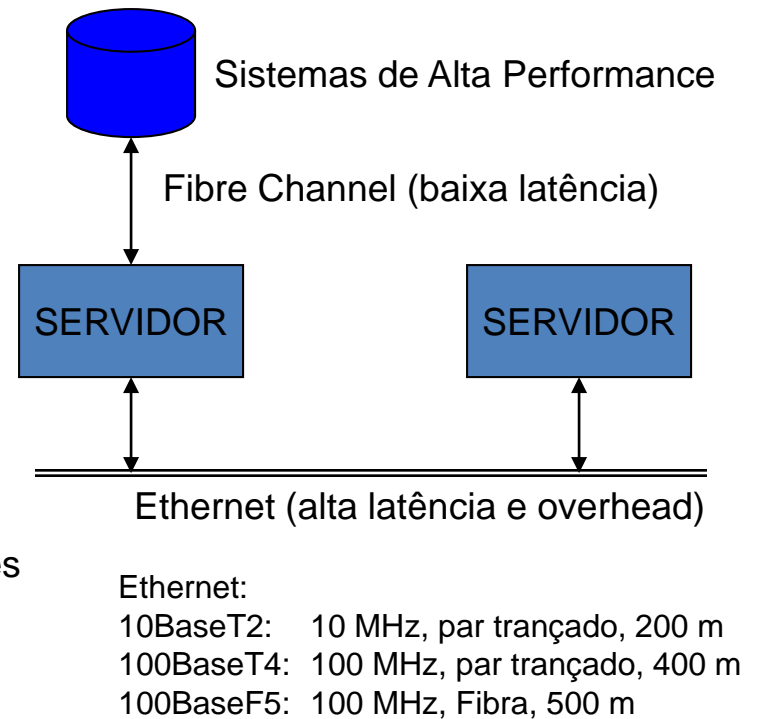 Sistemas de Alta Performance
Fibre Channel (baixa latência)
SERVIDOR
SERVIDOR
Ethernet (alta latência e overhead)
Ethernet:
10BaseT2: 10 MHz, par trançado, 200 m
100BaseT4: 100 MHz, par trançado, 400 m
100BaseF5: 100 MHz, Fibra, 500 m